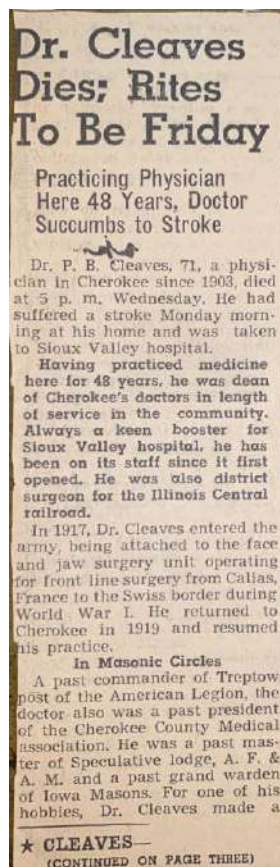 Dr. Cleaves
Dies; Rites
To Be Friday
Practicing Physician
Here 48 Years, Doctor
Succumbs to Stroke
Dr. P. B. Cleaves, 71, a physi-
cian in Cherokee since 1903, died
at 5 p. m. Wednesday. He had
suffered a stroke Monday morn-
ing at his home and was taken
to Sioux Valley hospital.
Having practiced medicine
here for 48 years, he was dean
of Cherokee's doctors in length
of service in the community.
Always a keen booster for
Sioux Valley hospital, he has
been on its staff since it first
opened. He was also district
surgeon for the Illinois Central
railroad.
In 1917, Dr. Cleaves entered the
army, being attached to the face
and jaw surgery unit operating
for front line surgery from Callas,
France to the Swiss border during
World War I. He returned to
Cherokee in 1919 and resumed
his practice.
In Masonic Circles
A past commander of Treptow
post of the American Legion, the
doctor also was a past president
of the Cherokee County Medical
association. He was a past mas-
ter of Speculative lodge, A. F. &
A. M. and a past grand warden
of Iowa Masons. For one of his
hobbies, Dr. Cleaves made a
★ CLEAVES—
(CONTINUED ON PAGE THREE)